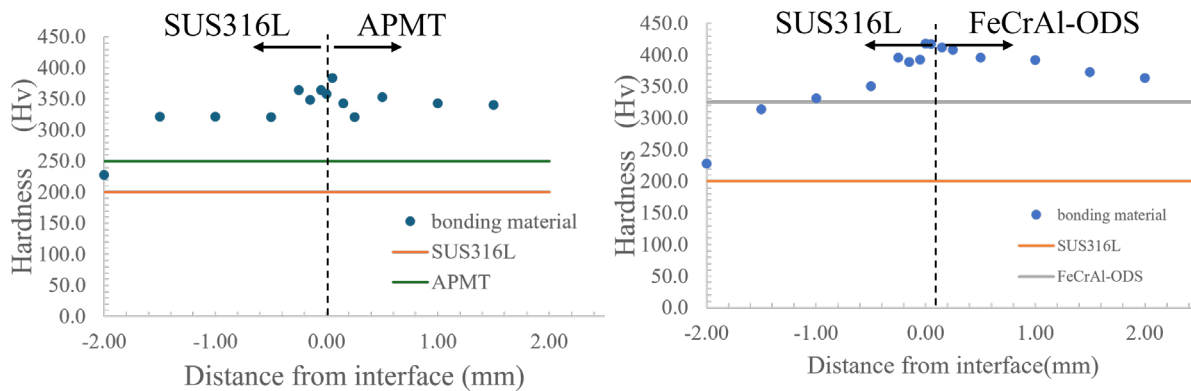 SUS316L APMT
450.0
400.0
350.0
300.0
250.0
200.0
150.0
100.0
50.0
0.0
Hardness (Hv)
bonding material
SUS316L
APMT
-2.00 -1.00 0.00 1.00 2.00
Distance from interface (mm)
SUS316L FeCrAl-ODS
450.0
400.0
350.0
300.0
250.0
200.0
150.0
100.0
50.0
0.0
Hardness (Hv)
bonding material
SUS316L
FeCrAl-ODS
-2.00 -1.00 0.00 1.00 2.00
Distance from interface(mm)